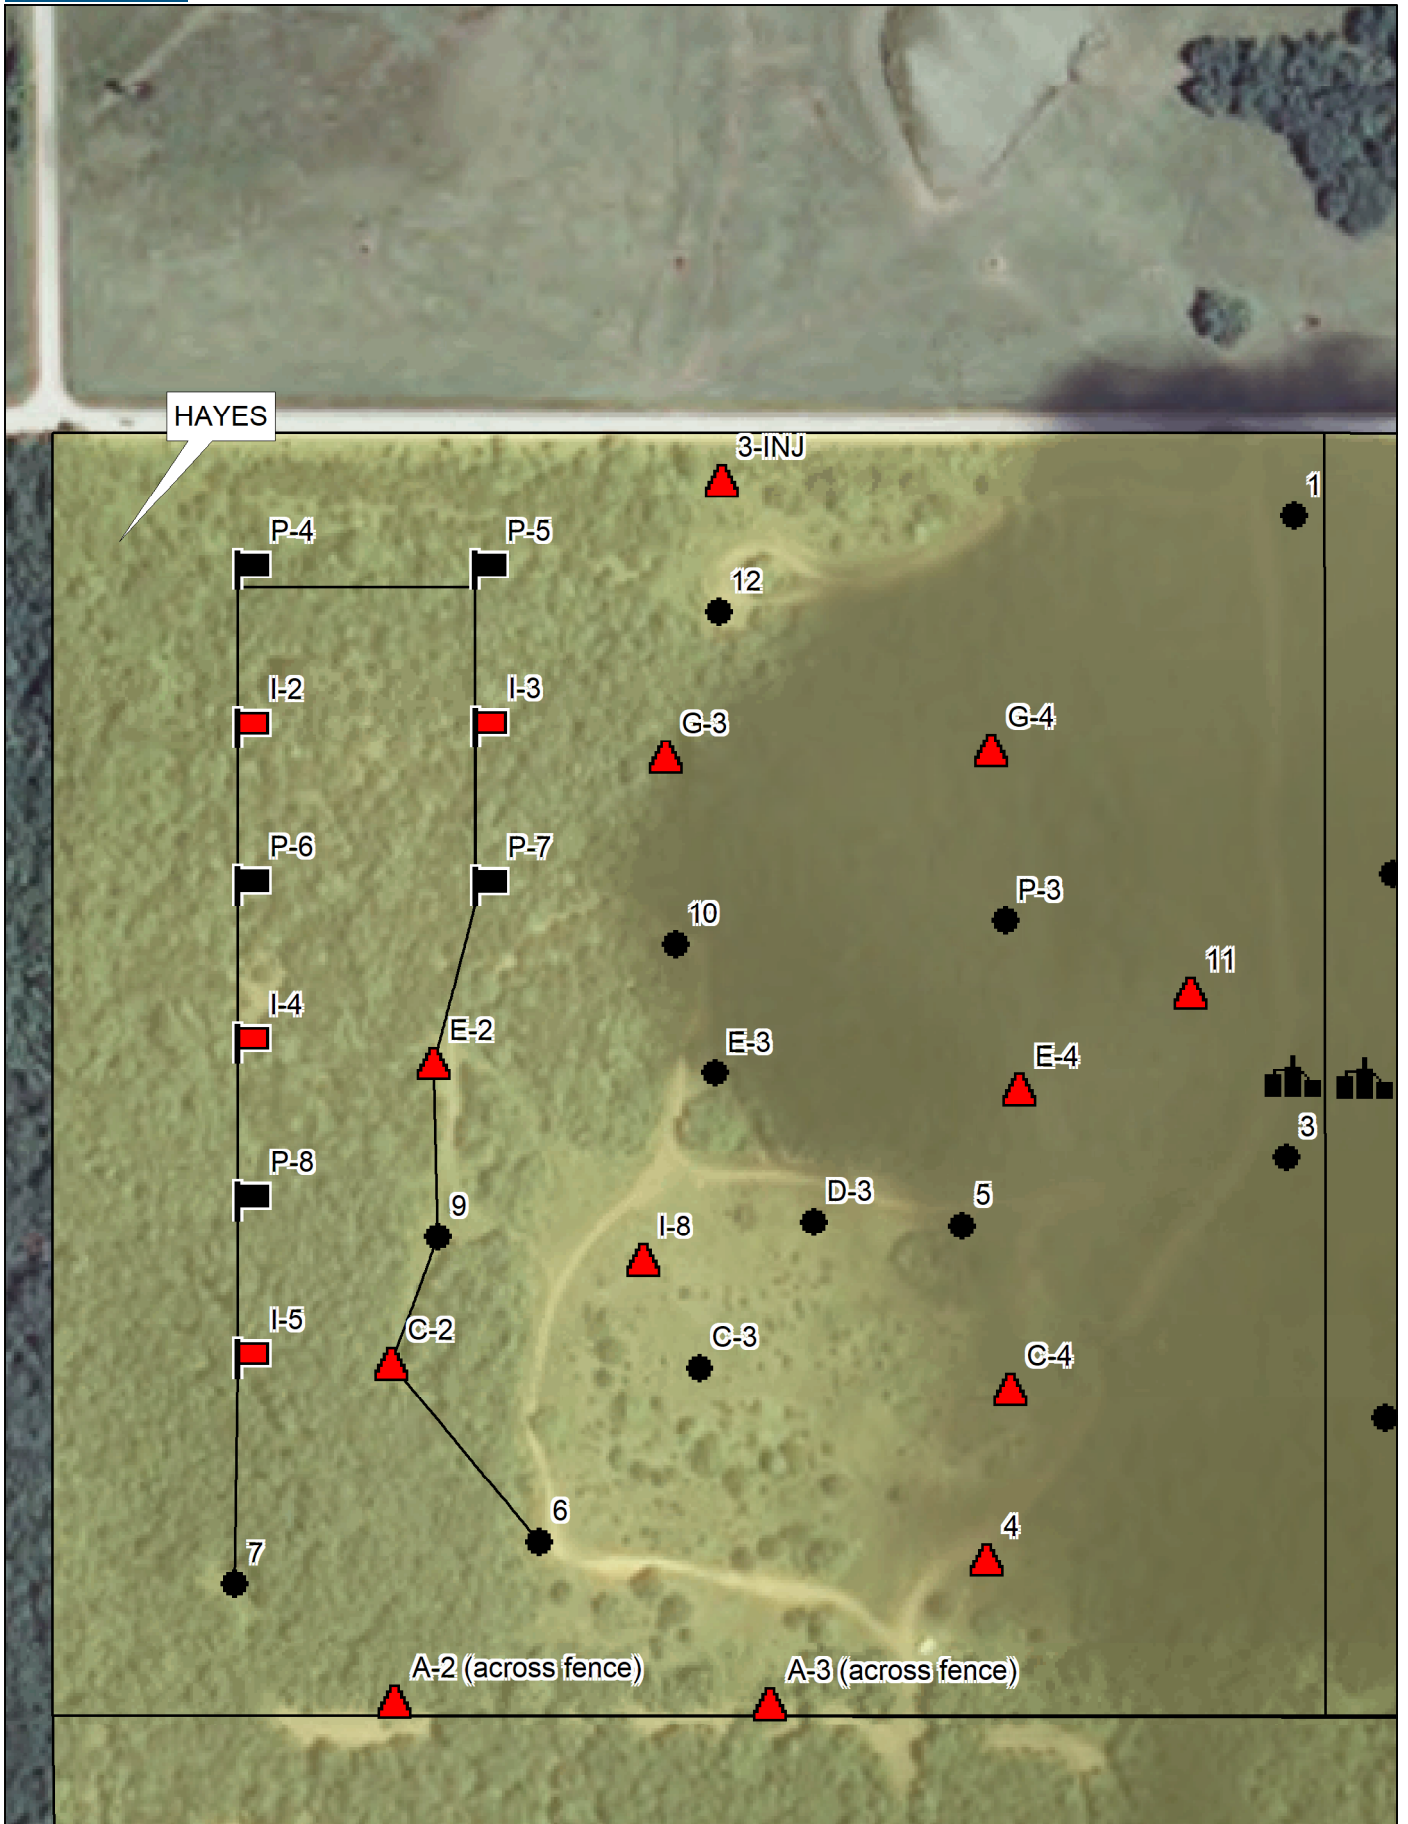 HAYES
3-INJ
1
P-4
P-5
12
I-2
I-3
G-3
G-4
P-6
P-7
P-3
10
11
I-4
E-2
E-3
E-4
3
P-8
D-3
5
9
I-8
I-5
C-2
C-3
C-4
6
4
7
A-2 (across fence)
A-3 (across fence)